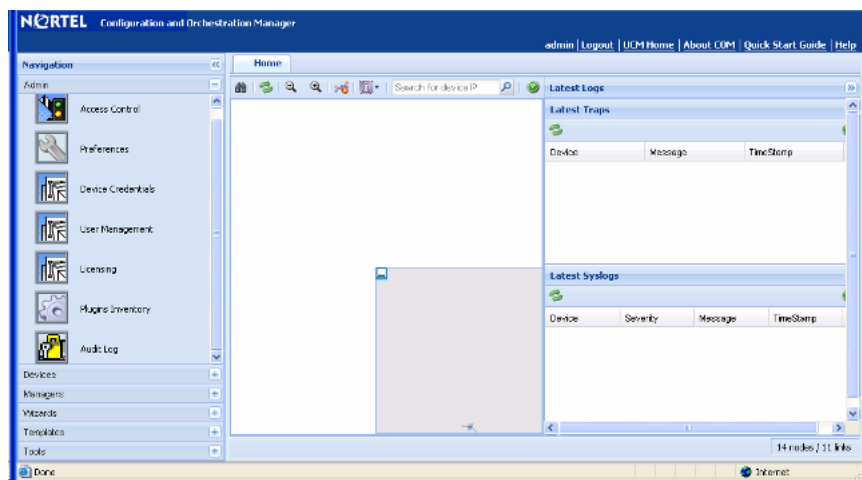 NORTEL Configuration and Orchestration Manager
admin | Logout | UCM Home | About COM | Quick Start Guide | Help
Navigation
Home
Admin
Search for device IP
Latest Logs
Access Control
Latest Traps
Preferences
Device Message TimeStamp
Device Credentials
User Management
Licensing
Latest Syslogs
Plugins Inventory
Device Severity Message TimeStamp
Audit Log
Devices
Managers
Wizards
Templates
Tools
14 nodes / 11 links
Done
Internet